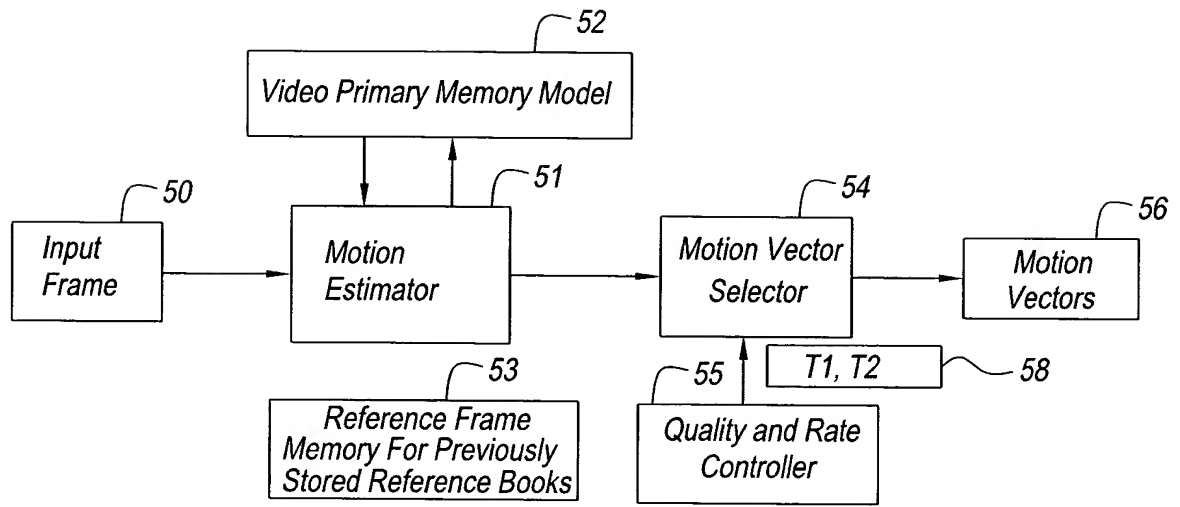 52
Video Primary Memory Model
50
51
54
56
Input
Frame
Motion
Estimator
Motion Vector
Selector
Motion
Vectors
53
55
T1, T2
58
Reference Frame
Memory For Previously
Stored Reference Books
Quality and Rate
Controller